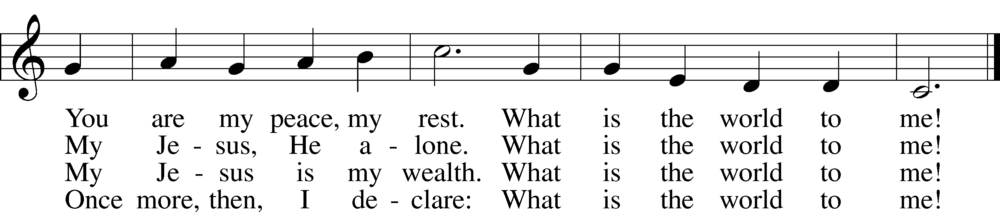 You are my peace, my rest. What is the world to me!
My Je - sus, He a - lone. What is the world to me!
My Je - sus is my wealth. What is the world to me!
Once more, then, I de - clare: What is the world to me!